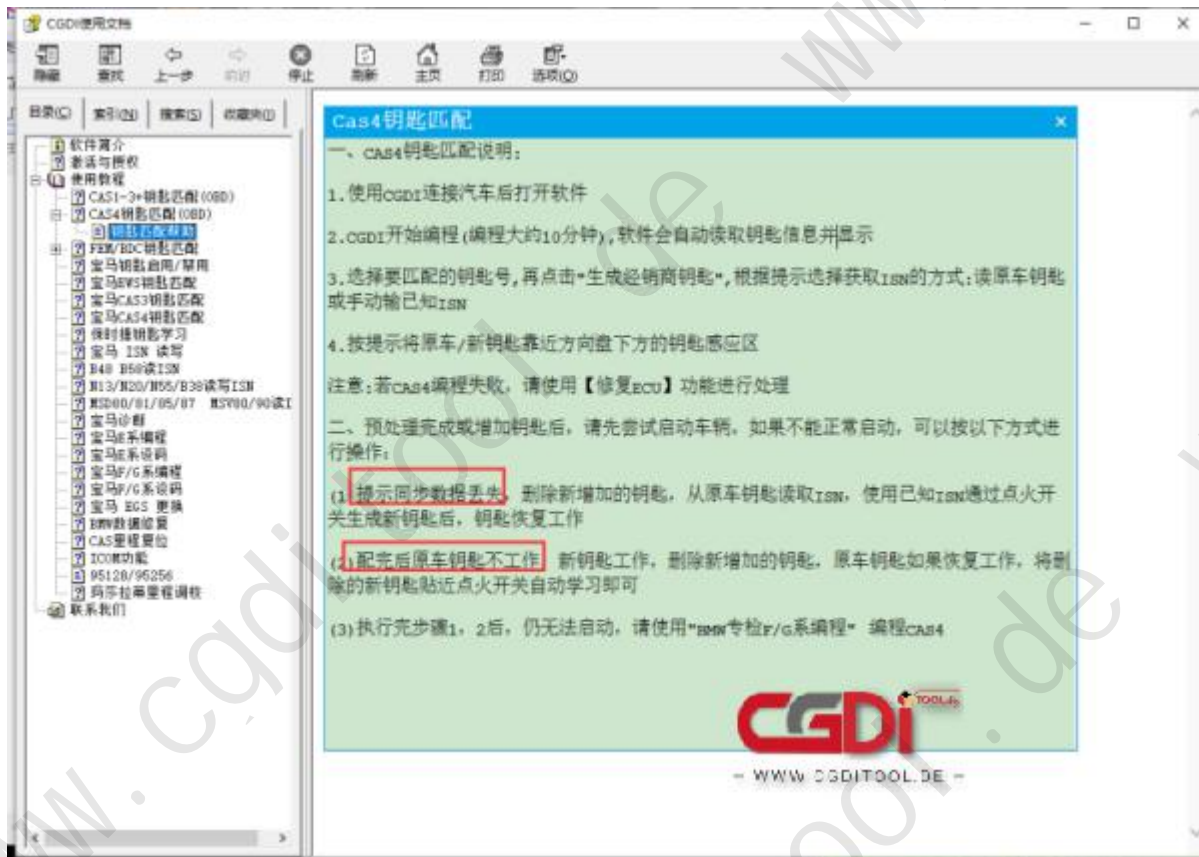 CGDI使用文档
隐藏 查找 上一步 前进 停止 刷新 主页 打印 选项(O)
目录(C) 索引(N) 搜索(S) 收藏夹(I)
软件简介
激活与授权
使用教程
CAS1-3+钥匙匹配(OBD)
CAS4钥匙匹配(OBD)
钥匙匹配帮助
FEM/BDC钥匙匹配
宝马钥匙启用/禁用
宝马EWS钥匙匹配
宝马CAS3钥匙匹配
宝马CAS4钥匙匹配
保时捷钥匙学习
宝马 ISN 读写
B48 B58读ISN
N13/N20/N55/B38读写ISN
MSD80/81/85/87 MSV80/90读I
宝马诊断
宝马E系编程
宝马E系设码
宝马F/G系编程
宝马F/G系设码
宝马 EGS 更换
BMW数据修复
CAS里程复位
ICOM功能
95128/95256
玛莎拉蒂里程调校
联系我们
Cas4钥匙匹配
一、CAS4钥匙匹配说明:
1.使用CGDI连接汽车后打开软件
2.CGDI开始编程(编程大约10分钟),软件会自动读取钥匙信息并显示
3.选择要匹配的钥匙号,再点击"生成经销商钥匙",根据提示选择获取ISN的方式:读原车钥匙
或手动输已知ISN
4.按提示将原车/新钥匙靠近方向盘下方的钥匙感应区
注意:若CAS4编程失败，请使用【修复ECU】功能进行处理
二、预处理完成或增加钥匙后，请先尝试启动车辆，如果不能正常启动，可以按以下方式进
行操作:
(1)提示同步数据丢失，删除新增加的钥匙，从原车钥匙读取ISN，使用已知ISN通过点火开
关生成新钥匙后，钥匙恢复工作
(2)配完后原车钥匙不工作，新钥匙工作，删除新增加的钥匙，原车钥匙如果恢复工作，将删
除的新钥匙贴近点火开关自动学习即可
(3)执行完步骤1，2后，仍无法启动，请使用"BMW专检F/G系编程" 编程CAS4
CGDI TOOL.de
- WWW.CGDITOOL.DE -